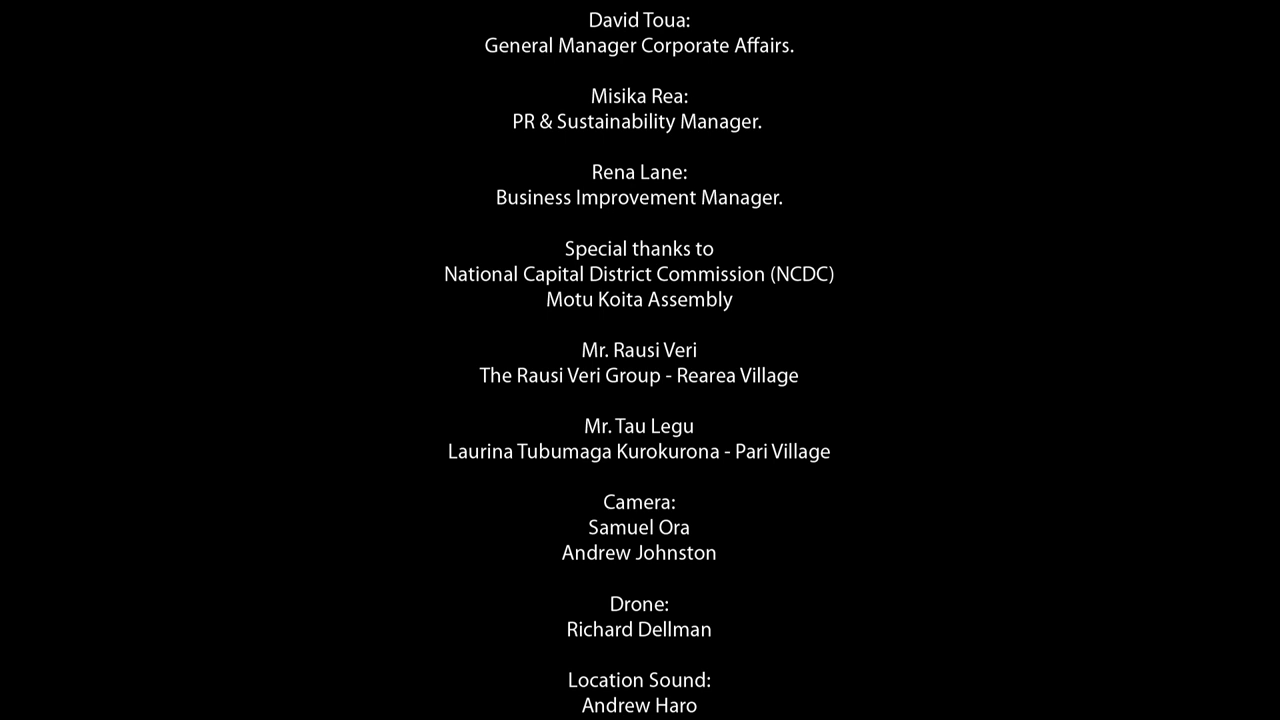 David Toua:
General Manager Corporate Affairs.
Misika Rea:
PR & Sustainability Manager.
Rena Lane:
Business Improvement Manager.
Special thanks to
National Capital District Commission (NCDC)
Motu Koita Assembly
Mr. Rausi Veri
The Rausi Veri Group - Rearea Village
Mr. Tau Legu
Laurina Tubumaga Kurokurona - Pari Village
Camera:
Samuel Ora
Andrew Johnston
Drone:
Richard Dellman
Location Sound:
Andrew Haro